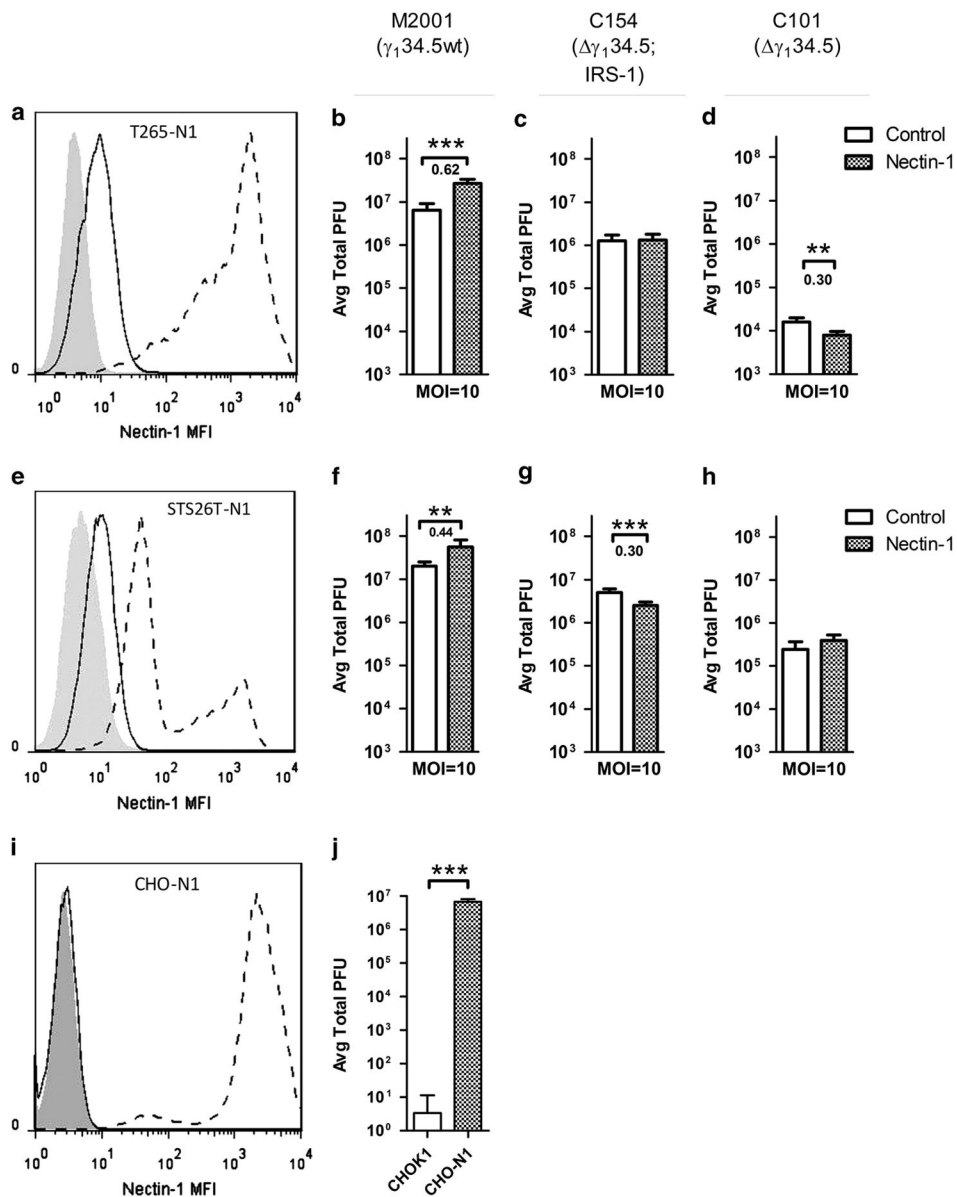 M2001
(γ₁34.5wt)
C154
(Δγ₁34.5;
IRS-1)
C101
(Δγ₁34.5)
a
T265-N1
0
10⁰ 10¹ 10² 10³ 10⁴
Nectin-1 MFI
b
Avg Total PFU
10⁸
10⁷
10⁶
10⁵
10⁴
10³
***
0.62
MOI=10
c
Avg Total PFU
10⁸
10⁷
10⁶
10⁵
10⁴
10³
MOI=10
d
Avg Total PFU
10⁸
10⁷
10⁶
10⁵
10⁴
10³
**
0.30
MOI=10
Control
Nectin-1
e
STS26T-N1
0
10⁰ 10¹ 10² 10³ 10⁴
Nectin-1 MFI
f
Avg Total PFU
10⁸
10⁷
10⁶
10⁵
10⁴
10³
**
0.44
MOI=10
g
Avg Total PFU
10⁸
10⁷
10⁶
10⁵
10⁴
10³
***
0.30
MOI=10
h
Avg Total PFU
10⁸
10⁷
10⁶
10⁵
10⁴
10³
MOI=10
Control
Nectin-1
i
CHO-N1
0
10⁰ 10¹ 10² 10³ 10⁴
Nectin-1 MFI
j
Avg Total PFU
10⁷
10⁶
10⁵
10⁴
10³
10²
10¹
10⁰
***
CHOK1
CHO-N1